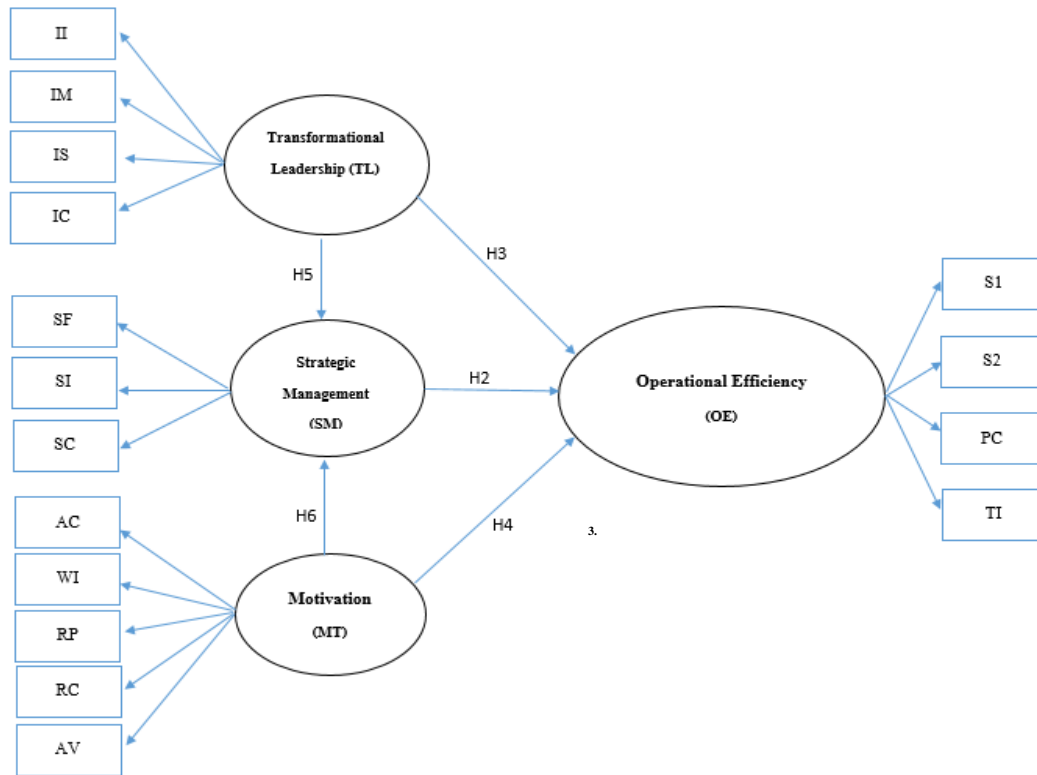 II
IM
IS
IC
Transformational
Leadership (TL)
H5
H3
SF
SI
SC
Strategic
Management
(SM)
H2
Operational Efficiency
(OE)
S1
S2
PC
TI
H6
H4
3.
AC
WI
RP
RC
AV
Motivation
(MT)